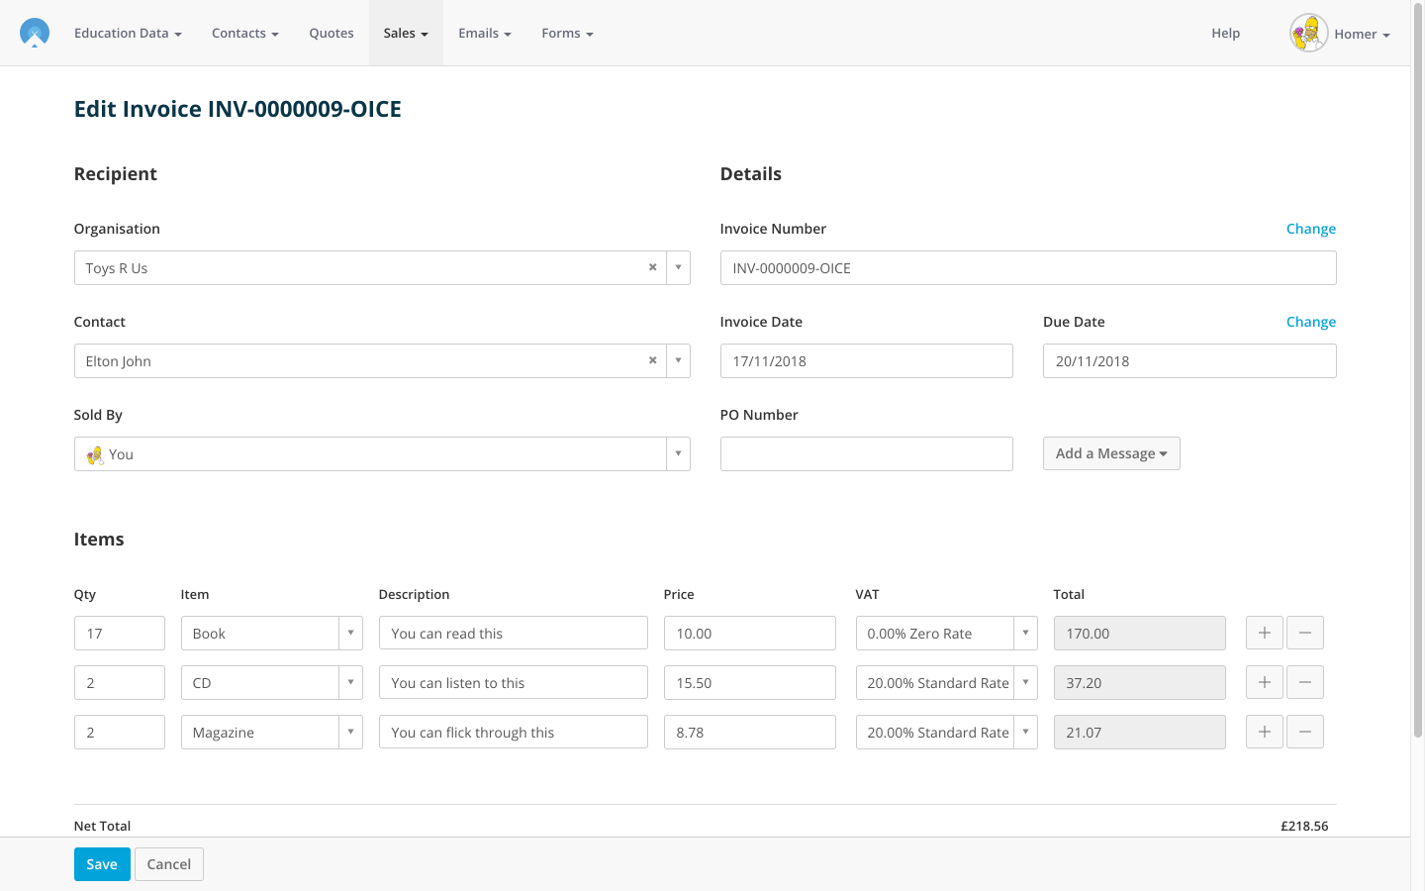 Education Data Contacts Quotes Sales Emails Forms Help Homer
Edit Invoice INV-0000009-OICE
Recipient Details
Organisation Invoice Number Change
Toys R Us INV-0000009-OICE
Contact Invoice Date Due Date Change
Elton John 17/11/2018 20/11/2018
Sold By PO Number
You Add a Message
Items
Qty Item Description Price VAT Total
17 Book You can read this 10.00 0.00% Zero Rate 170.00
2 CD You can listen to this 15.50 20.00% Standard Rate 37.20
2 Magazine You can flick through this 8.78 20.00% Standard Rate 21.07
Net Total £218.56
Save Cancel